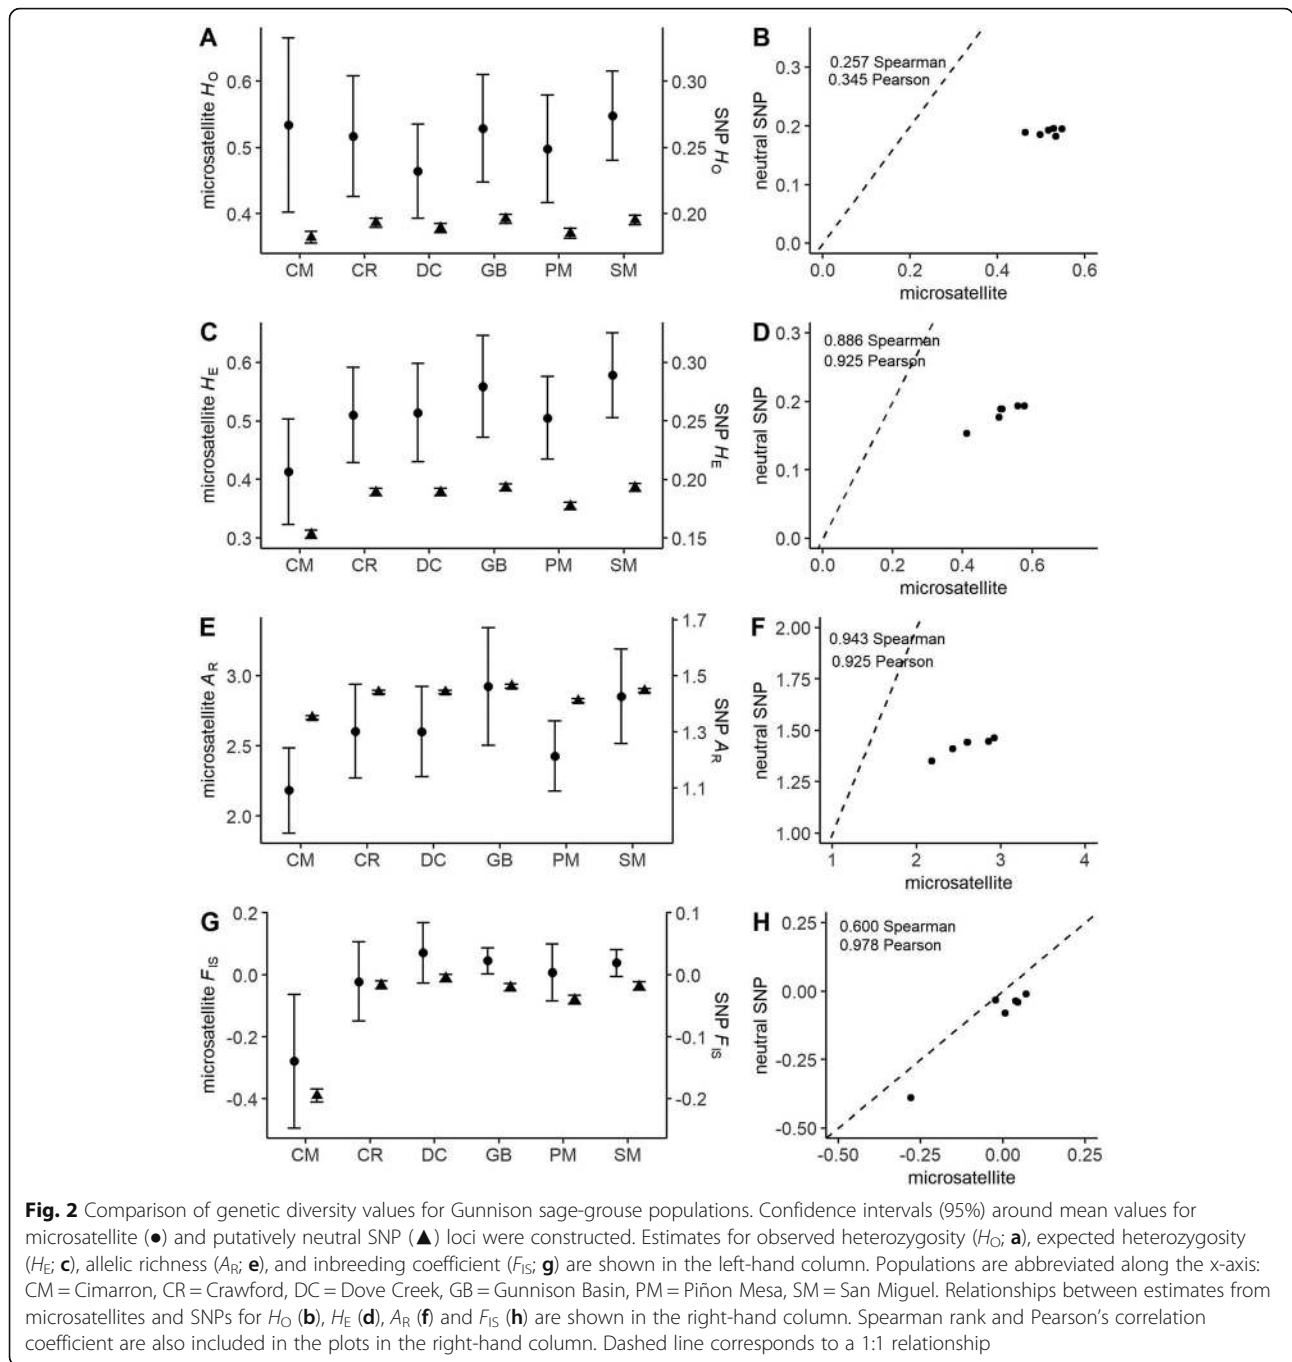 A
microsatellite HO
0.6
0.5
0.4
0.30
0.25
0.20
SNP HO
CM CR DC GB PM SM
B
0.257 Spearman
0.345 Pearson
neutral SNP
0.3
0.2
0.1
0.0
0.0 0.2 0.4 0.6
microsatellite
C
microsatellite HE
0.6
0.5
0.4
0.3
0.30
0.25
0.20
0.15
SNP HE
CM CR DC GB PM SM
D
0.886 Spearman
0.925 Pearson
neutral SNP
0.3
0.2
0.1
0.0
0.0 0.2 0.4 0.6
microsatellite
E
microsatellite AR
3.0
2.5
2.0
1.7
1.5
1.3
1.1
SNP AR
CM CR DC GB PM SM
F
0.943 Spearman
0.925 Pearson
neutral SNP
2.00
1.75
1.50
1.25
1.00
1 2 3 4
microsatellite
G
microsatellite FIS
0.2
0.0
-0.2
-0.4
0.1
0.0
-0.1
-0.2
SNP FIS
CM CR DC GB PM SM
H
0.600 Spearman
0.978 Pearson
neutral SNP
0.25
0.00
-0.25
-0.50
-0.50 -0.25 0.00 0.25
microsatellite
Fig. 2 Comparison of genetic diversity values for Gunnison sage-grouse populations. Confidence intervals (95%) around mean values for
microsatellite (●) and putatively neutral SNP (▲) loci were constructed. Estimates for observed heterozygosity (HO; a), expected heterozygosity
(HE; c), allelic richness (AR; e), and inbreeding coefficient (FIS; g) are shown in the left-hand column. Populations are abbreviated along the x-axis:
CM = Cimarron, CR = Crawford, DC = Dove Creek, GB = Gunnison Basin, PM = Piñon Mesa, SM = San Miguel. Relationships between estimates from
microsatellites and SNPs for HO (b), HE (d), AR (f) and FIS (h) are shown in the right-hand column. Spearman rank and Pearson's correlation
coefficient are also included in the plots in the right-hand column. Dashed line corresponds to a 1:1 relationship